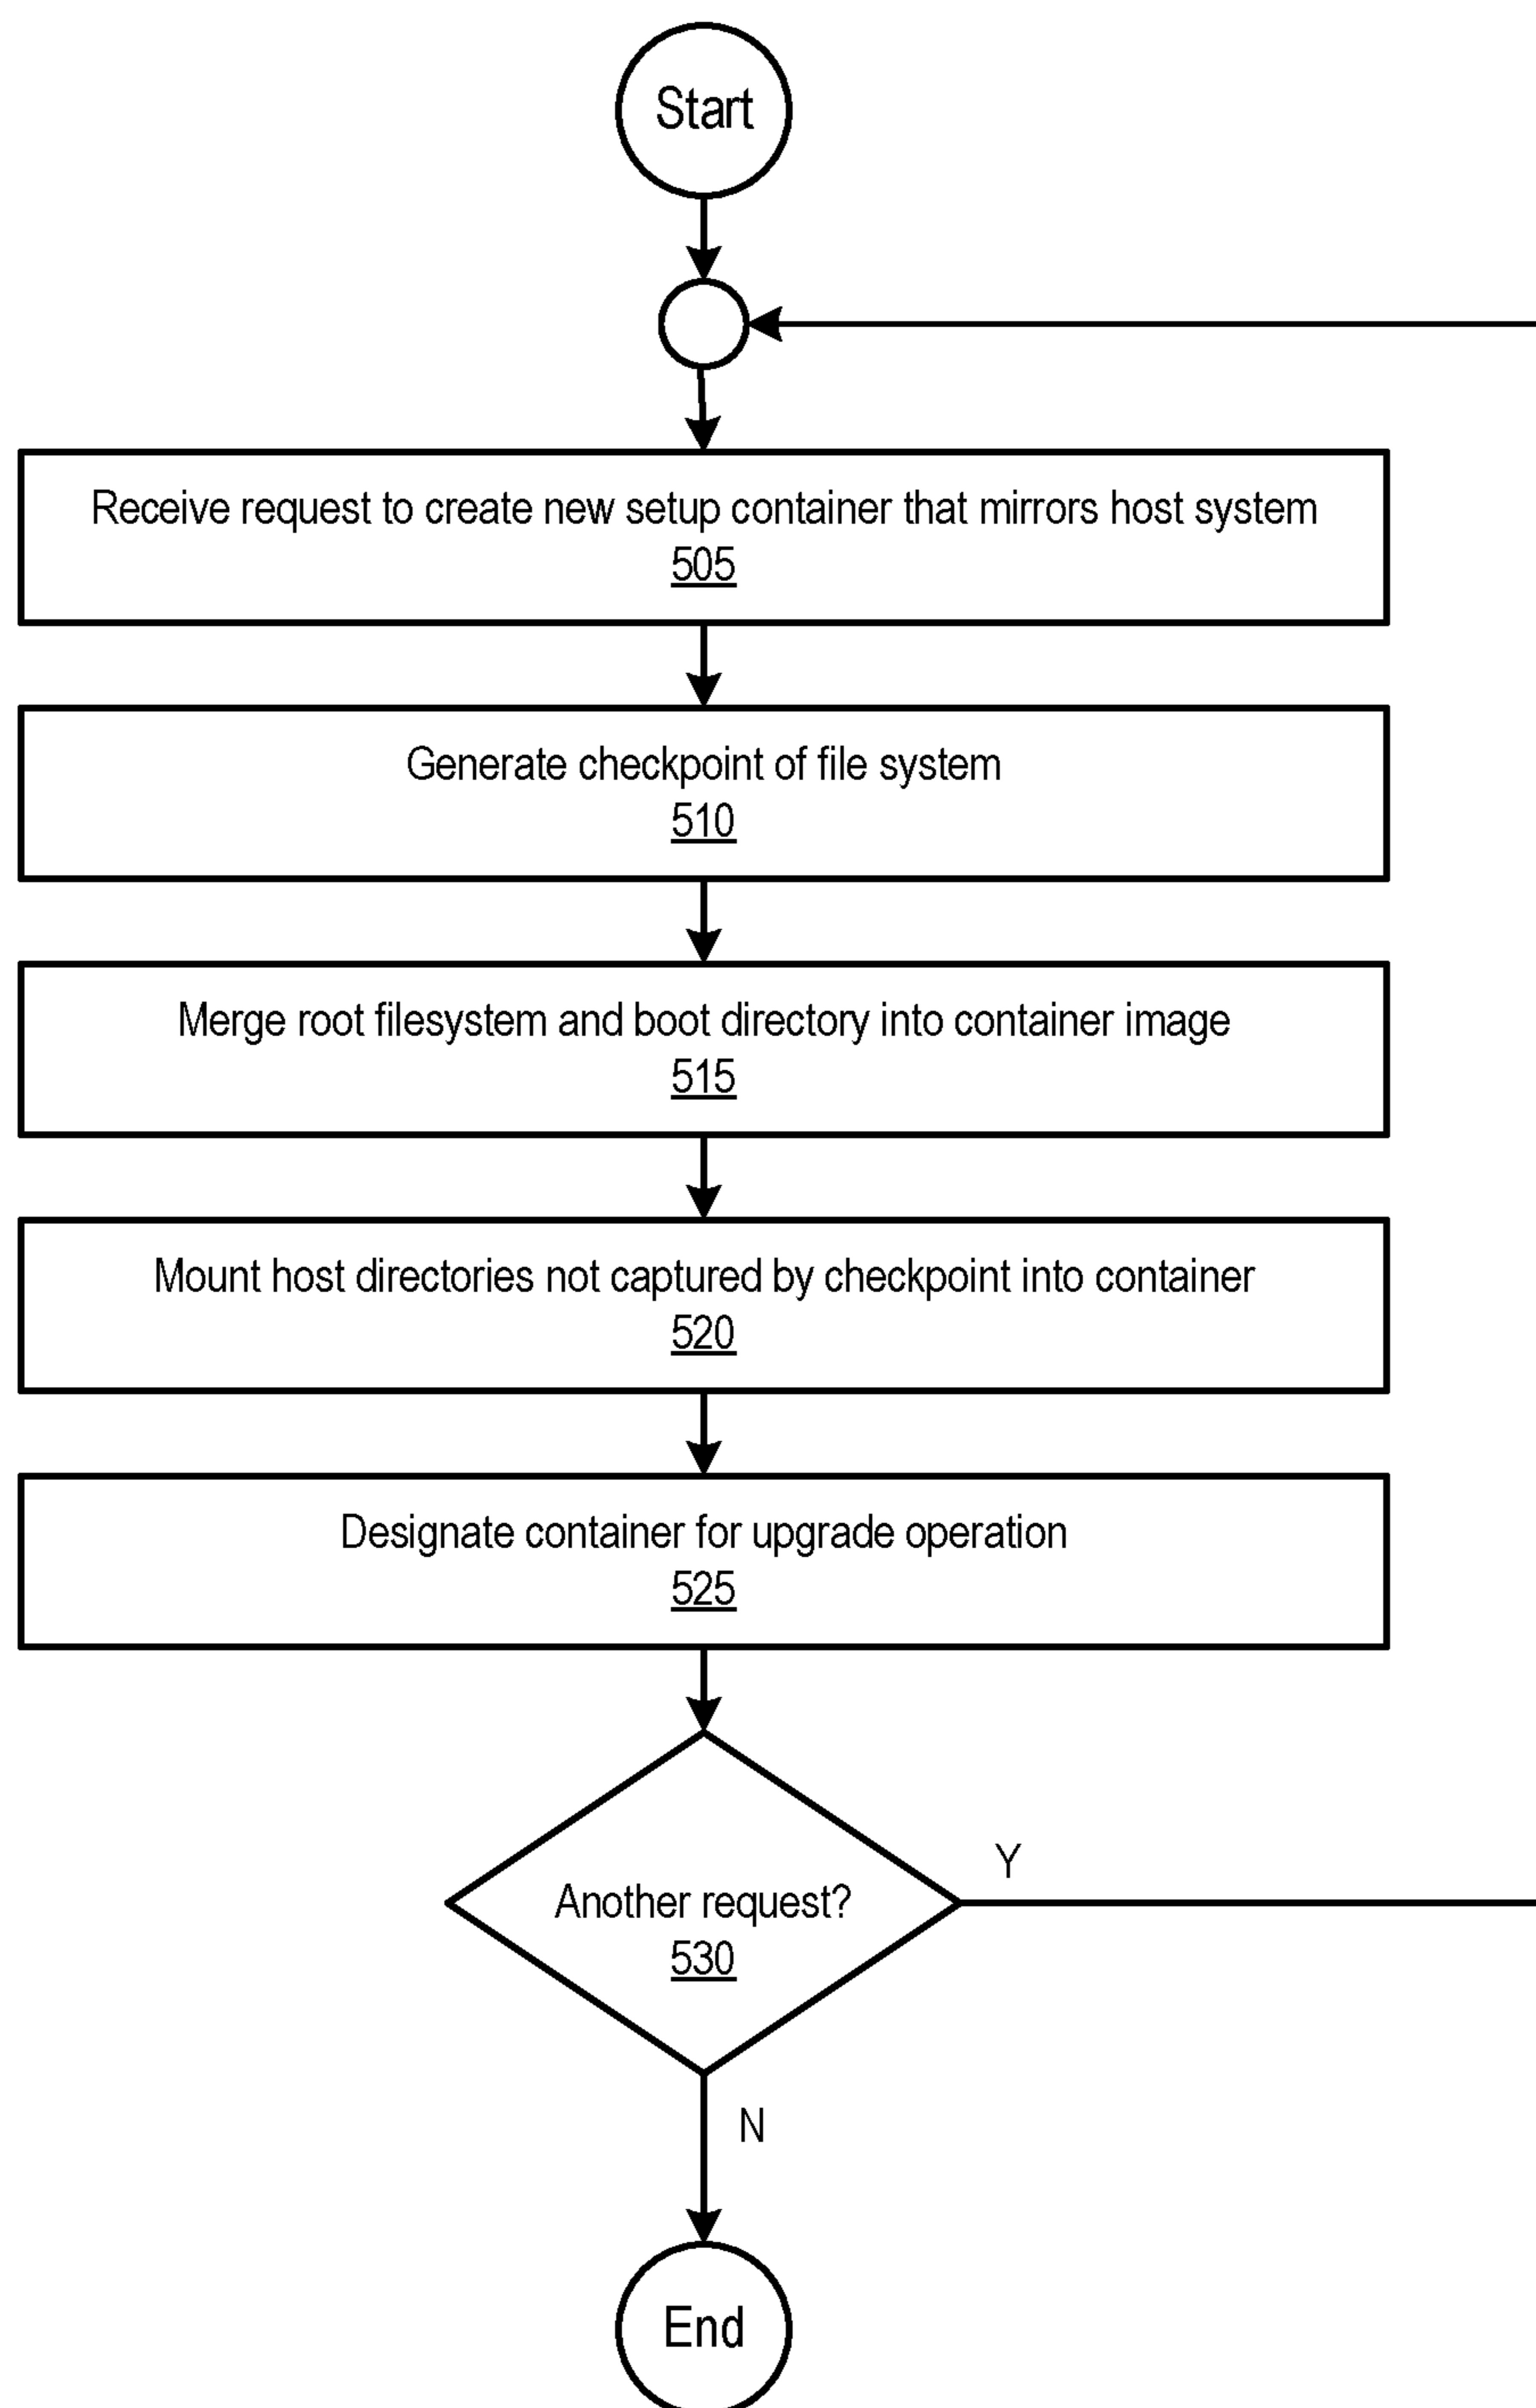 Start
Receive request to create new setup container that mirrors host system
505
Generate checkpoint of file system
510
Merge root filesystem and boot directory into container image
515
Mount host directories not captured by checkpoint into container
520
Designate container for upgrade operation
525
Y
Another request?
530
N
End